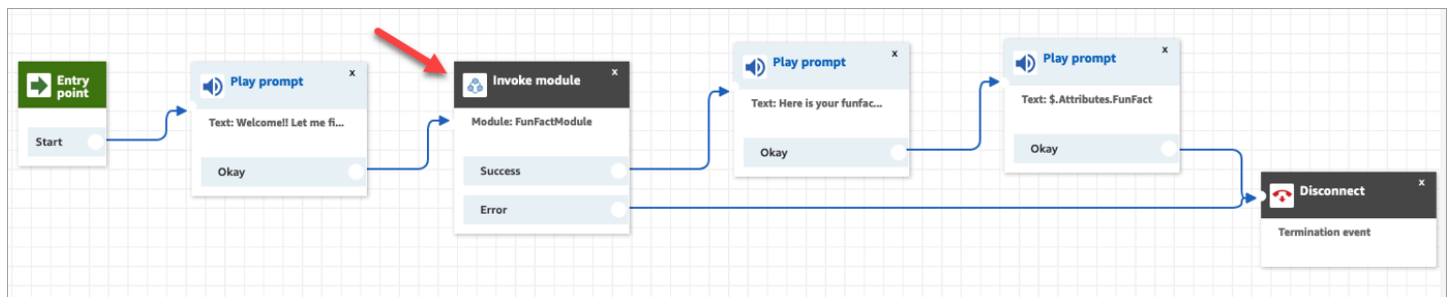 Entry
point
Start
Play prompt
x
Text: Welcome!! Let me fi...
Okay
Invoke module
x
Module: FunFactModule
Success
Error
Play prompt
x
Text: Here is your funfac...
Okay
Play prompt
x
Text: $.Attributes.FunFact
Okay
Disconnect
x
Termination event